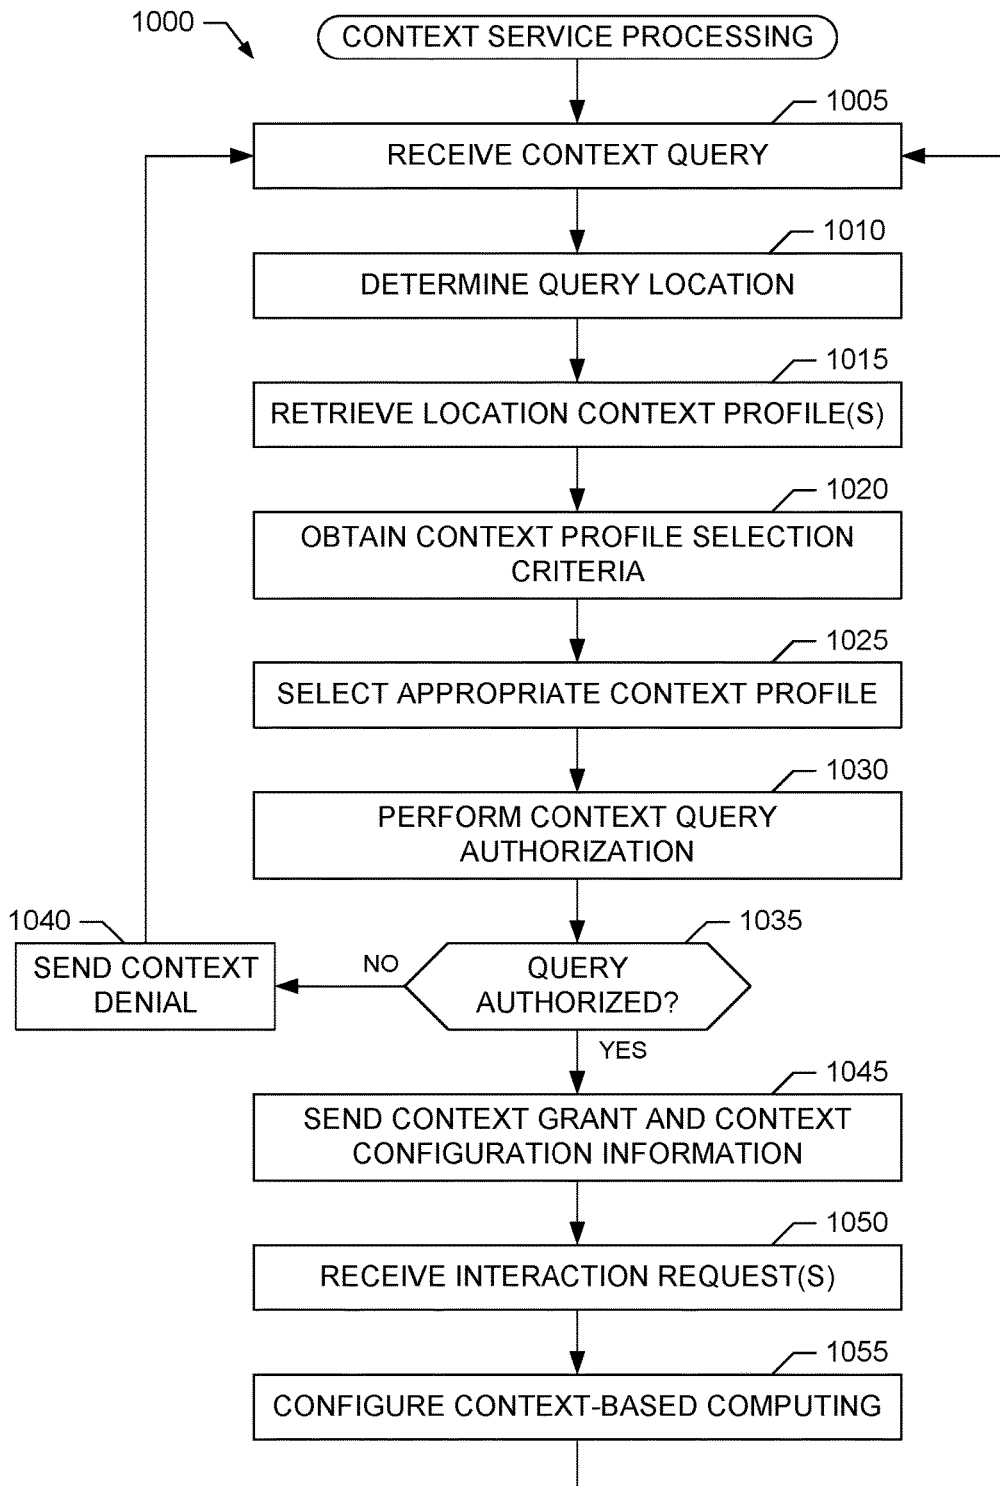 1000
CONTEXT SERVICE PROCESSING
1005
RECEIVE CONTEXT QUERY
1010
DETERMINE QUERY LOCATION
1015
RETRIEVE LOCATION CONTEXT PROFILE(S)
1020
OBTAIN CONTEXT PROFILE SELECTION
CRITERIA
1025
SELECT APPROPRIATE CONTEXT PROFILE
1030
PERFORM CONTEXT QUERY
AUTHORIZATION
1035
QUERY
AUTHORIZED?
NO
1040
SEND CONTEXT
DENIAL
YES
1045
SEND CONTEXT GRANT AND CONTEXT
CONFIGURATION INFORMATION
1050
RECEIVE INTERACTION REQUEST(S)
1055
CONFIGURE CONTEXT-BASED COMPUTING